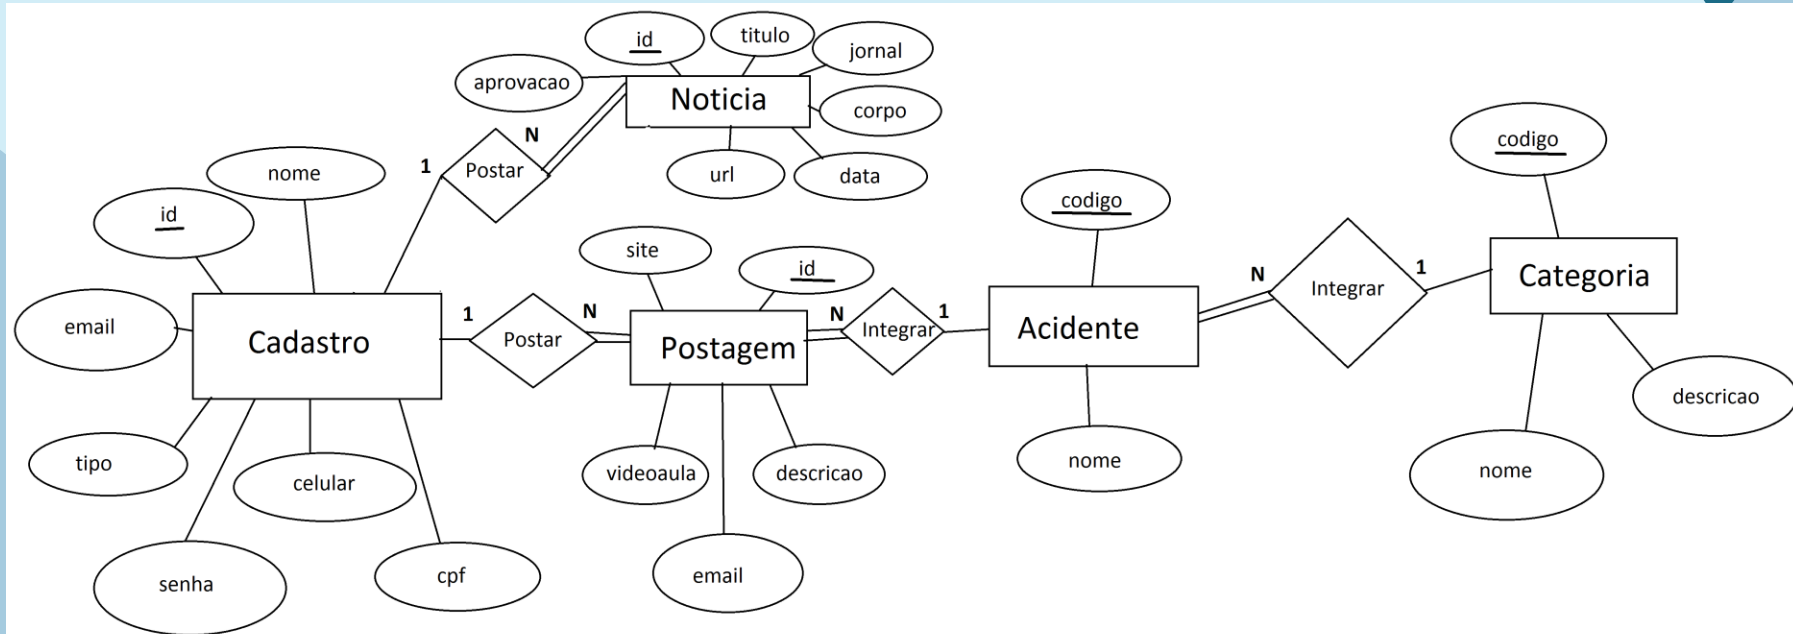 id
titulo
jornal
aprovacao
Noticia
corpo
N
1
Postar
url
data
nome
id
email
Cadastro
tipo
celular
senha
cpf
1
Postar
N
site
id
Postagem
videoaula
descricao
email
N
Integrar
1
codigo
Acidente
nome
N
Integrar
1
codigo
Categoria
descricao
nome